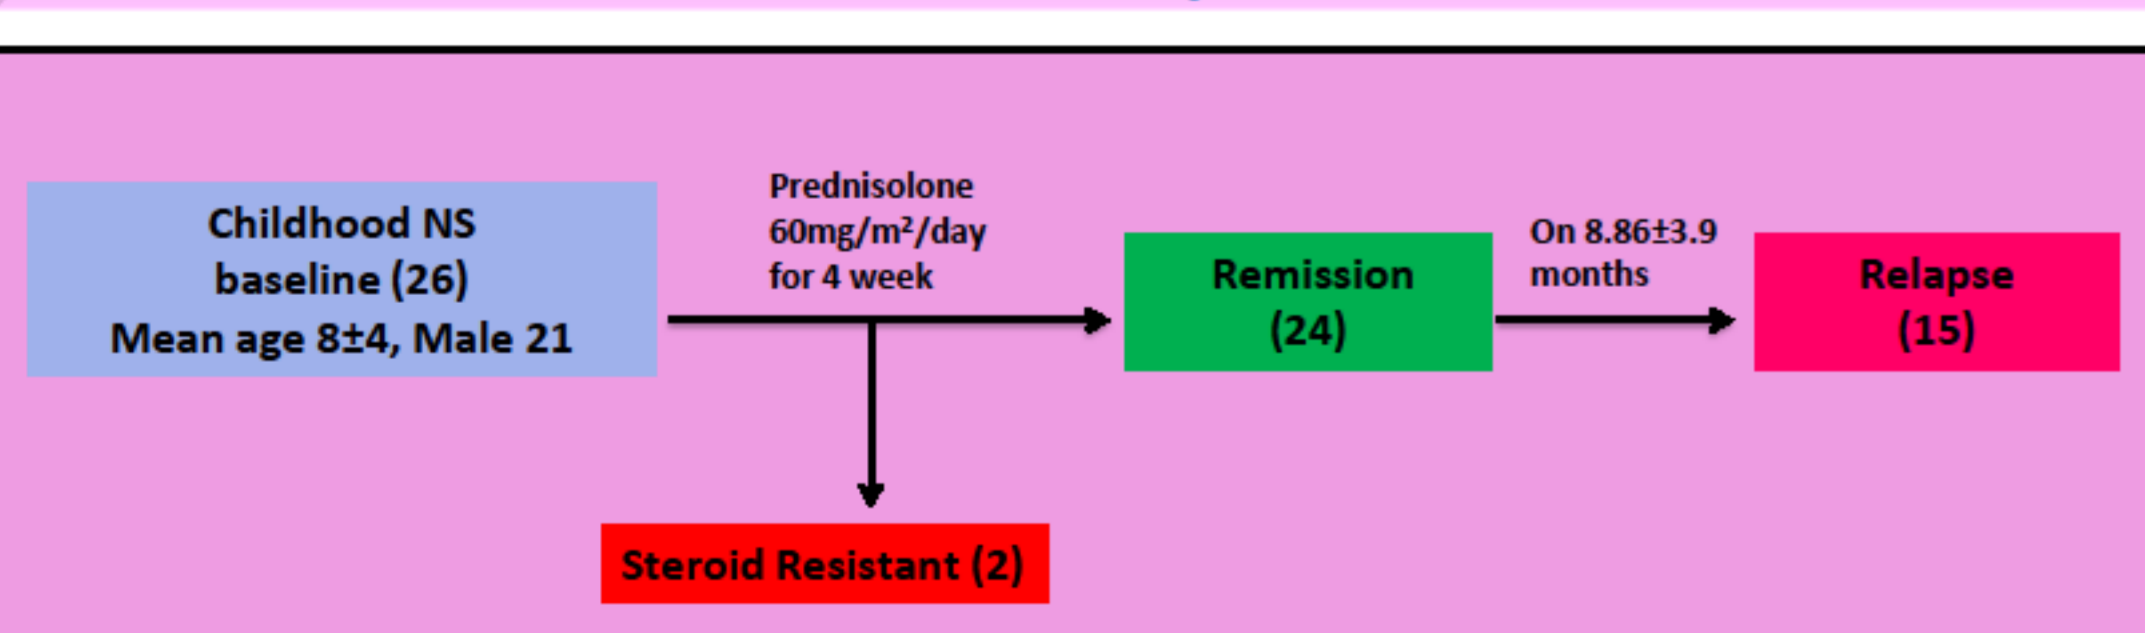 Childhood NS
baseline (26)
Mean age 8±4, Male 21
Prednisolone
60mg/m²/day
for 4 week
Remission
(24)
On 8.86±3.9
months
Relapse
(15)
Steroid Resistant (2)